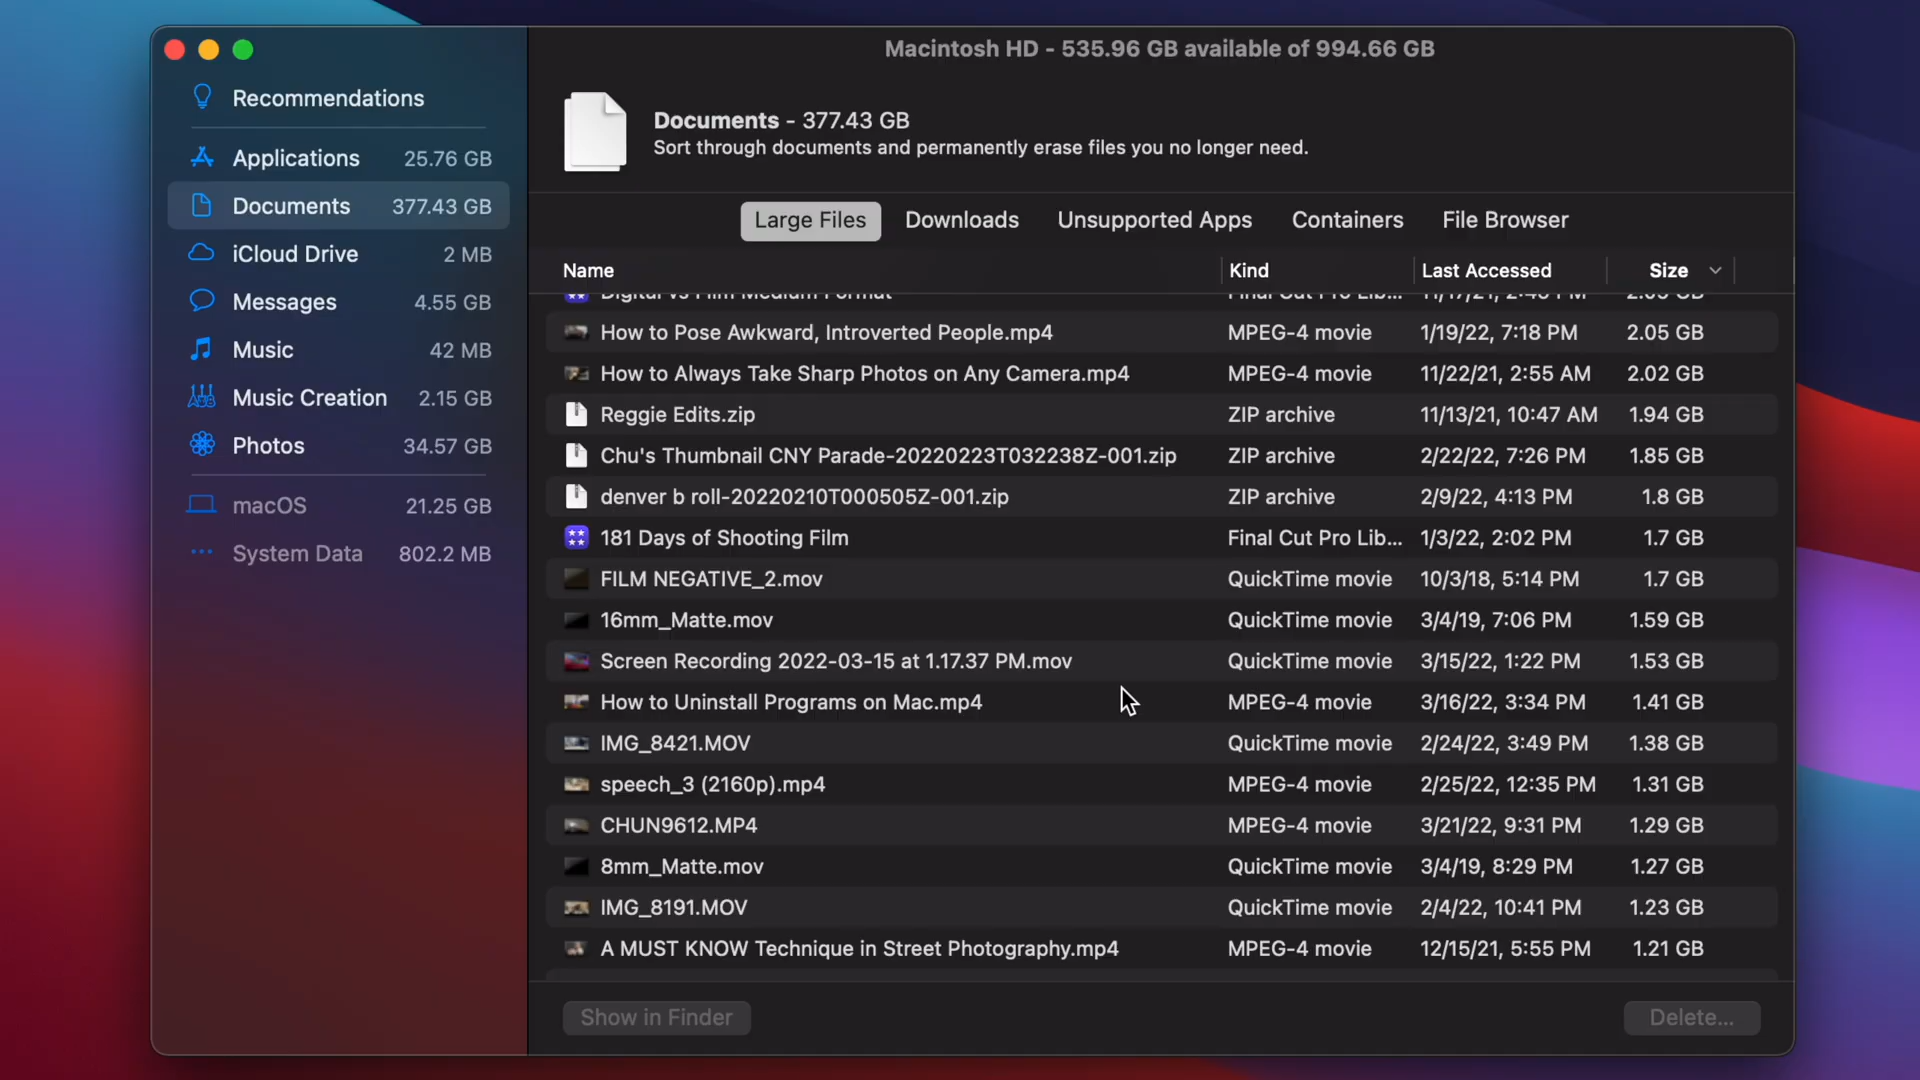 Macintosh HD - 535.96 GB available of 994.66 GB
Recommendations
Applications 25.76 GB
Documents 377.43 GB
iCloud Drive 2 MB
Messages 4.55 GB
Music 42 MB
Music Creation 2.15 GB
Photos 34.57 GB
macOS 21.25 GB
System Data 802.2 MB
Documents - 377.43 GB
Sort through documents and permanently erase files you no longer need.
Large Files Downloads Unsupported Apps Containers File Browser
Name Kind Last Accessed Size
Digital vs Film Medium Format Final Cut Pro Lib...
How to Pose Awkward, Introverted People.mp4 MPEG-4 movie 1/19/22, 7:18 PM 2.05 GB
How to Always Take Sharp Photos on Any Camera.mp4 MPEG-4 movie 11/22/21, 2:55 AM 2.02 GB
Reggie Edits.zip ZIP archive 11/13/21, 10:47 AM 1.94 GB
Chu's Thumbnail CNY Parade-20220223T032238Z-001.zip ZIP archive 2/22/22, 7:26 PM 1.85 GB
denver b roll-20220210T000505Z-001.zip ZIP archive 2/9/22, 4:13 PM 1.8 GB
181 Days of Shooting Film Final Cut Pro Lib... 1/3/22, 2:02 PM 1.7 GB
FILM NEGATIVE_2.mov QuickTime movie 10/3/18, 5:14 PM 1.7 GB
16mm_Matte.mov QuickTime movie 3/4/19, 7:06 PM 1.59 GB
Screen Recording 2022-03-15 at 1.17.37 PM.mov QuickTime movie 3/15/22, 1:22 PM 1.53 GB
How to Uninstall Programs on Mac.mp4 MPEG-4 movie 3/16/22, 3:34 PM 1.41 GB
IMG_8421.MOV QuickTime movie 2/24/22, 3:49 PM 1.38 GB
speech_3 (2160p).mp4 MPEG-4 movie 2/25/22, 12:35 PM 1.31 GB
CHUN9612.MP4 MPEG-4 movie 3/21/22, 9:31 PM 1.29 GB
8mm_Matte.mov QuickTime movie 3/4/19, 8:29 PM 1.27 GB
IMG_8191.MOV QuickTime movie 2/4/22, 10:41 PM 1.23 GB
A MUST KNOW Technique in Street Photography.mp4 MPEG-4 movie 12/15/21, 5:55 PM 1.21 GB
Show in Finder Delete...